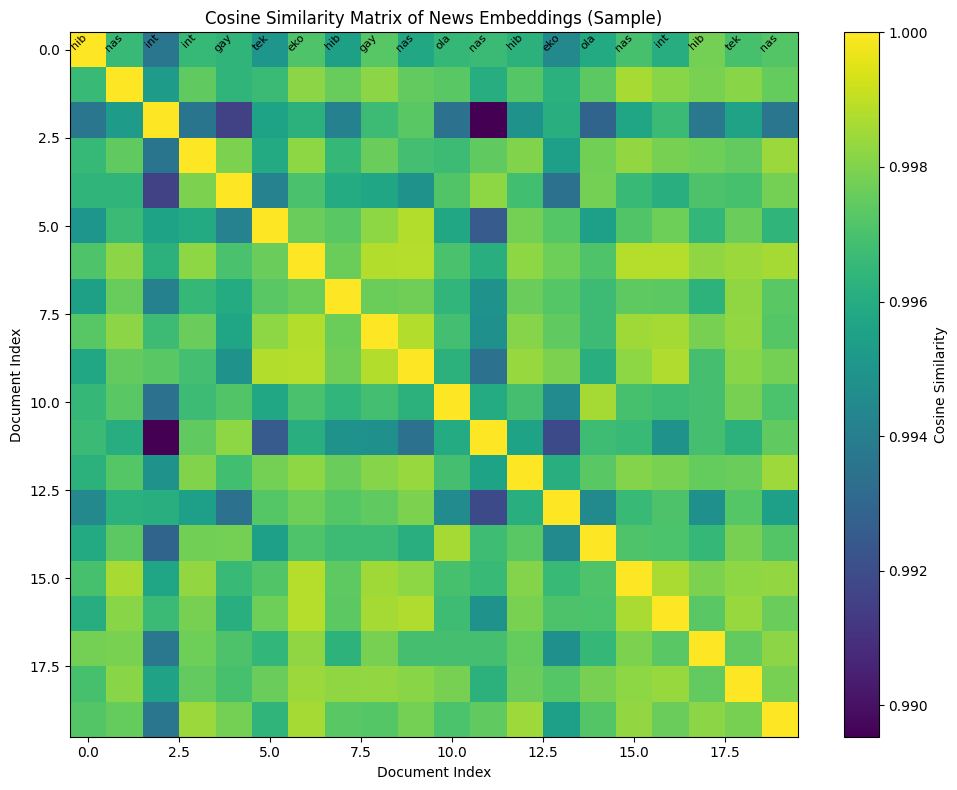 Cosine Similarity Matrix of News Embeddings (Sample)
hib nas int int gay tek eko hib gay nas ola nas hib eko ola nas int hib tek nas
0.0
2.5
5.0
7.5
10.0
12.5
15.0
17.5
Document Index
0.0 2.5 5.0 7.5 10.0 12.5 15.0 17.5
Document Index
1.000
0.998
0.996
0.994
0.992
0.990
Cosine Similarity